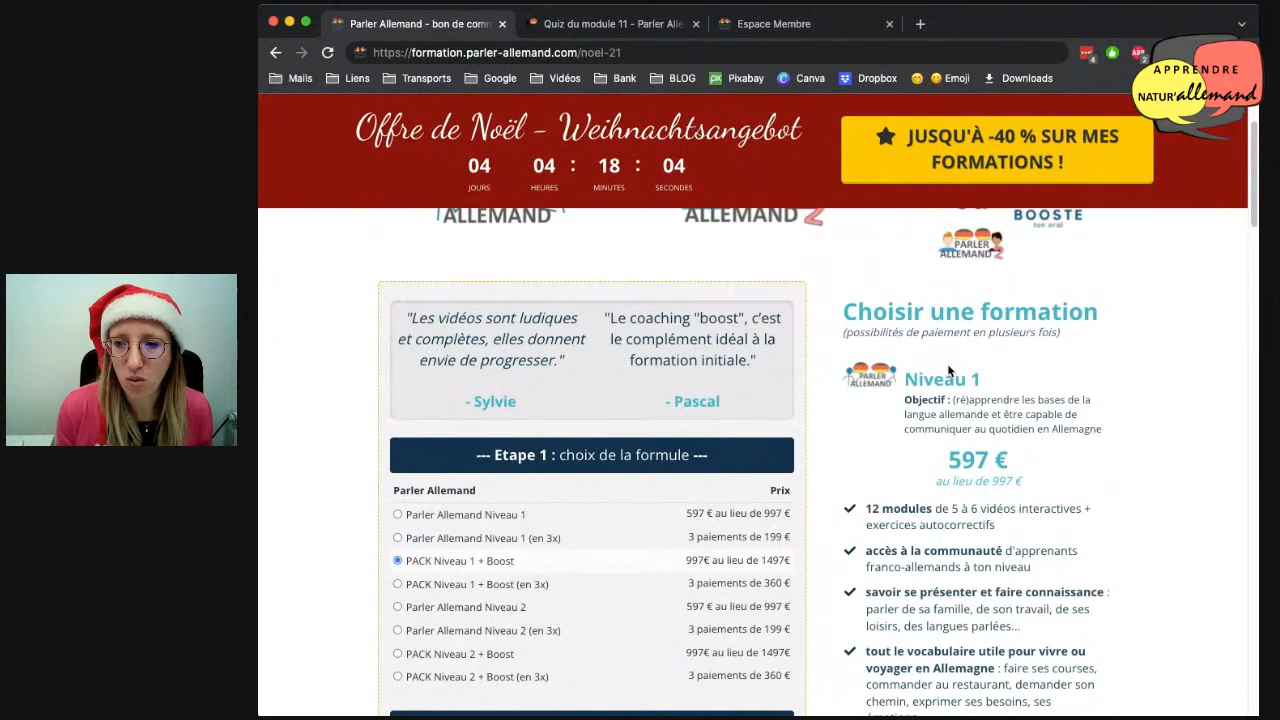 Parler Allemand - bon de comm
Quiz du module 11 - Parler Alle
Espace Membre
https://formation.parler-allemand.com/noel-21
Mails
Liens
Transports
Google
Vidéos
Bank
BLOG
px Pixabay
Canva
Dropbox
Emoji
Downloads
4
2
APPRENDRE
NATUR'allemand
Offre de Noël - Weihnachtsangebot
04 04 : 18 : 04
JOURS HEURES MINUTES SECONDES
JUSQU'À -40 % SUR MES
FORMATIONS !
ALLEMAND
ALLEMAND 2
BOOSTE
ton oral
PARLER
ALLEMAND 2
"Les vidéos sont ludiques
et complètes, elles donnent
envie de progresser."
- Sylvie
"Le coaching "boost", c'est
le complément idéal à la
formation initiale."
- Pascal
--- Etape 1 : choix de la formule ---
Parler Allemand Prix
Parler Allemand Niveau 1 597 € au lieu de 997 €
Parler Allemand Niveau 1 (en 3x) 3 paiements de 199 €
PACK Niveau 1 + Boost 997€ au lieu de 1497€
PACK Niveau 1 + Boost (en 3x) 3 paiements de 360 €
Parler Allemand Niveau 2 597 € au lieu de 997 €
Parler Allemand Niveau 2 (en 3x) 3 paiements de 199 €
PACK Niveau 2 + Boost 997€ au lieu de 1497€
PACK Niveau 2 + Boost (en 3x) 3 paiements de 360 €
Choisir une formation
(possibilités de paiement en plusieurs fois)
PARLER
ALLEMAND
Niveau 1
Objectif : (ré)apprendre les bases de la
langue allemande et être capable de
communiquer au quotidien en Allemagne
597 €
au lieu de 997 €
12 modules de 5 à 6 vidéos interactives +
exercices autocorrectifs
accès à la communauté d'apprenants
franco-allemands à ton niveau
savoir se présenter et faire connaissance :
parler de sa famille, de son travail, de ses
loisirs, des langues parlées...
tout le vocabulaire utile pour vivre ou
voyager en Allemagne : faire ses courses,
commander au restaurant, demander son
chemin, exprimer ses besoins, ses